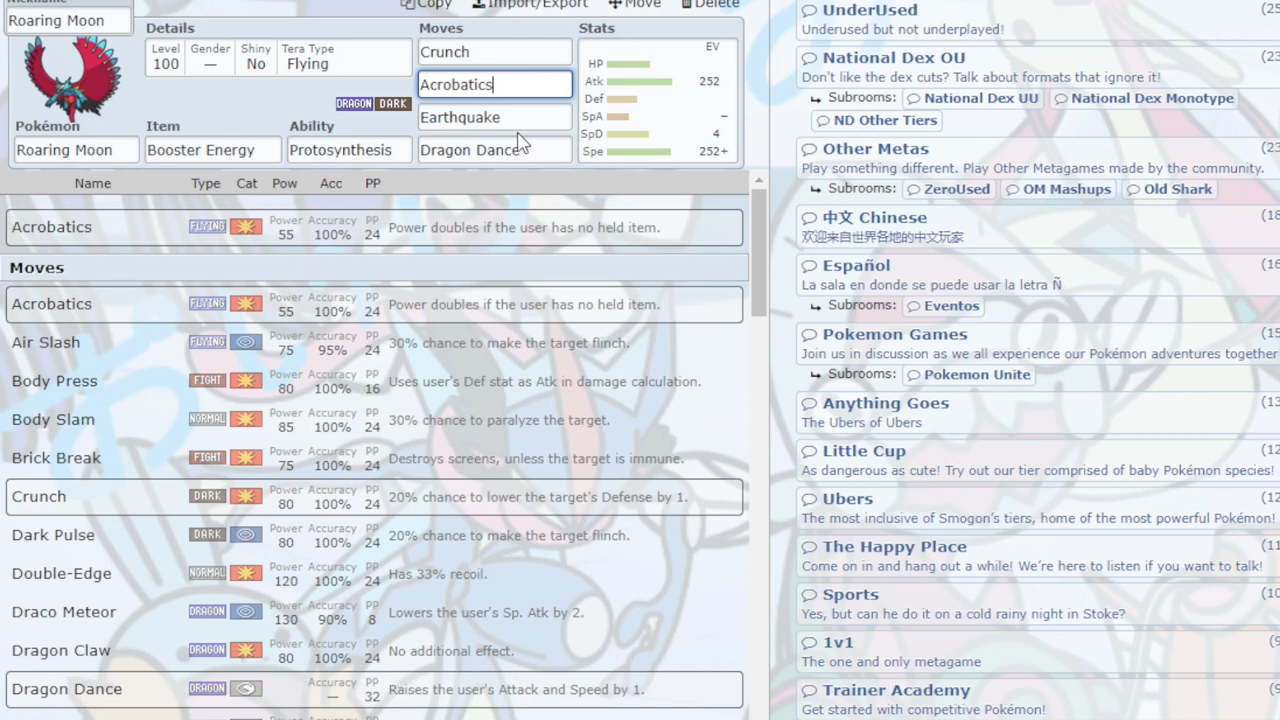 Nickname
Roaring Moon
Copy Import/Export Move Delete
Details
Level 100
Gender —
Shiny No
Tera Type Flying
DRAGON DARK
Pokémon
Roaring Moon
Item
Booster Energy
Ability
Protosynthesis
Moves
Crunch
Acrobatics
Earthquake
Dragon Dance
Stats
EV
HP
Atk 252
Def
SpA –
SpD 4
Spe 252+
Name Type Cat Pow Acc PP
Acrobatics FLYING Power 55 Accuracy 100% PP 24 Power doubles if the user has no held item.
Moves
Acrobatics FLYING Power 55 Accuracy 100% PP 24 Power doubles if the user has no held item.
Air Slash FLYING Power 75 Accuracy 95% PP 24 30% chance to make the target flinch.
Body Press FIGHT Power 80 Accuracy 100% PP 16 Uses user's Def stat as Atk in damage calculation.
Body Slam NORMAL Power 85 Accuracy 100% PP 24 30% chance to paralyze the target.
Brick Break FIGHT Power 75 Accuracy 100% PP 24 Destroys screens, unless the target is immune.
Crunch DARK Power 80 Accuracy 100% PP 24 20% chance to lower the target's Defense by 1.
Dark Pulse DARK Power 80 Accuracy 100% PP 24 20% chance to make the target flinch.
Double-Edge NORMAL Power 120 Accuracy 100% PP 24 Has 33% recoil.
Draco Meteor DRAGON Power 130 Accuracy 90% PP 8 Lowers the user's Sp. Atk by 2.
Dragon Claw DRAGON Power 80 Accuracy 100% PP 24 No additional effect.
Dragon Dance DRAGON Accuracy — PP 32 Raises the user's Attack and Speed by 1.
UnderUsed (25
Underused but not underplayed!
National Dex OU (23
Don't like the dex cuts? Talk about formats that ignore it!
Subrooms: National Dex UU National Dex Monotype
ND Other Tiers
Other Metas (23
Play something different. Play Other Metagames made by the community.
Subrooms: ZeroUsed OM Mashups Old Shark
中文 Chinese (18
欢迎来自世界各地的中文玩家
Español (16
La sala en donde se puede usar la letra Ñ
Subrooms: Eventos
Pokemon Games (15
Join us in discussion as we all experience our Pokémon adventures together
Subrooms: Pokemon Unite
Anything Goes (13
The Ubers of Ubers
Little Cup (12
As dangerous as cute! Try out our tier comprised of baby Pokémon species!
Ubers (12
The most inclusive of Smogon's tiers, home of the most powerful Pokémon!
The Happy Place (11
Come on in and hang out a while! We're here to listen if you want to talk!
Sports (10
Yes, but can he do it on a cold rainy night in Stoke?
1v1 (9
The one and only metagame
Trainer Academy (9
Get started with competitive Pokémon!